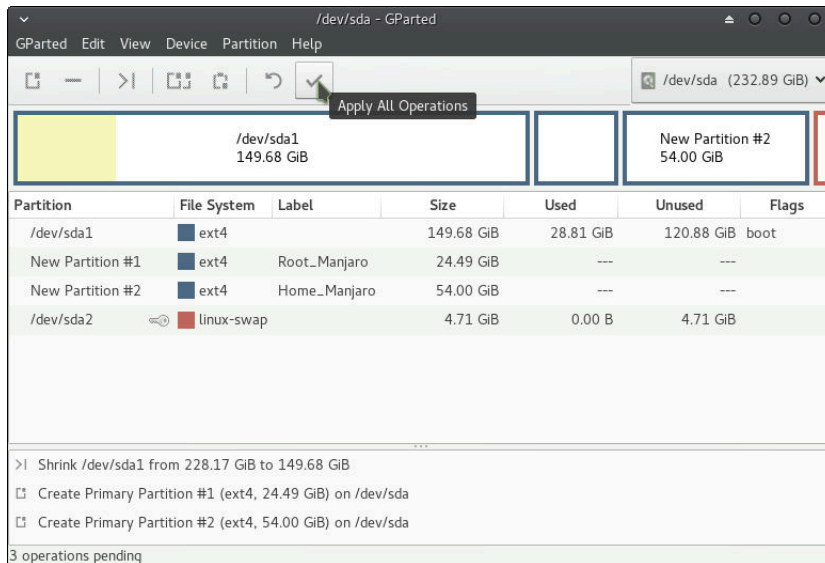 /dev/sda - GParted
GParted Edit View Device Partition Help
/dev/sda (232.89 GiB)
Apply All Operations
/dev/sda1
149.68 GiB
New Partition #2
54.00 GiB
Partition File System Label Size Used Unused Flags
/dev/sda1 ext4 149.68 GiB 28.81 GiB 120.88 GiB boot
New Partition #1 ext4 Root_Manjaro 24.49 GiB --- ---
New Partition #2 ext4 Home_Manjaro 54.00 GiB --- ---
/dev/sda2 linux-swap 4.71 GiB 0.00 B 4.71 GiB
Shrink /dev/sda1 from 228.17 GiB to 149.68 GiB
Create Primary Partition #1 (ext4, 24.49 GiB) on /dev/sda
Create Primary Partition #2 (ext4, 54.00 GiB) on /dev/sda
3 operations pending